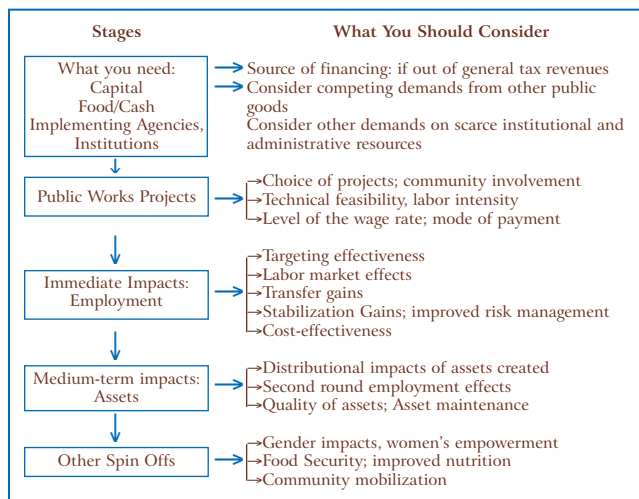 Stages
What You Should Consider
What you need:
Capital
Food/Cash
Implementing Agencies,
Institutions
Source of financing: if out of general tax revenues
Consider competing demands from other public
goods
Consider other demands on scarce institutional and
administrative resources
Public Works Projects
Choice of projects; community involvement
Technical feasibility, labor intensity
Level of the wage rate; mode of payment
Immediate Impacts:
Employment
Targeting effectiveness
Labor market effects
Transfer gains
Stabilization Gains; improved risk management
Cost-effectiveness
Medium-term impacts:
Assets
Distributional impacts of assets created
Second round employment effects
Quality of assets; Asset maintenance
Other Spin Offs
Gender impacts, women's empowerment
Food Security; improved nutrition
Community mobilization